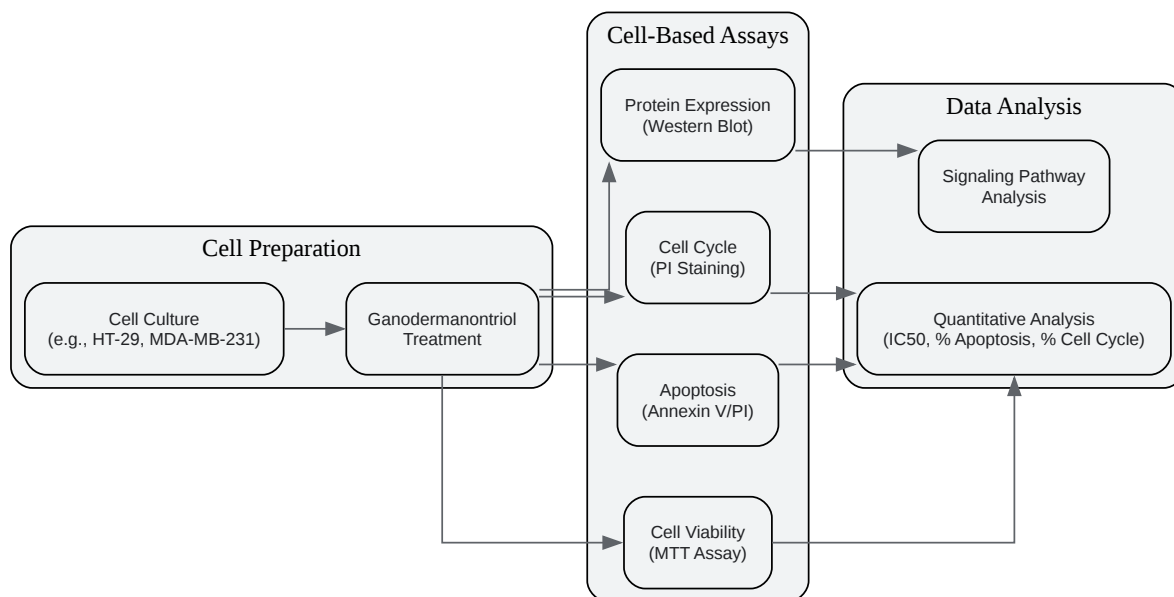 Cell Preparation
Cell Culture
(e.g., HT-29, MDA-MB-231)
Ganodermanontriol
Treatment
Cell-Based Assays
Protein Expression
(Western Blot)
Cell Cycle
(PI Staining)
Apoptosis
(Annexin V/PI)
Cell Viability
(MTT Assay)
Data Analysis
Signaling Pathway
Analysis
Quantitative Analysis
(IC50, % Apoptosis, % Cell Cycle)